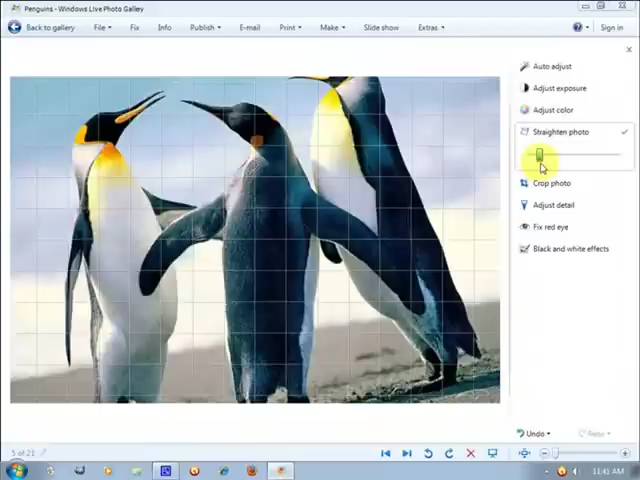 Penguins - Windows Live Photo Gallery
Back to gallery File Fix Info Publish E-mail Print Make Slide show Extras Sign in
Auto adjust
Adjust exposure
Adjust color
Straighten photo
Crop photo
Adjust detail
Fix red eye
Black and white effects
Undo Redo
5 of 21
11:41 AM